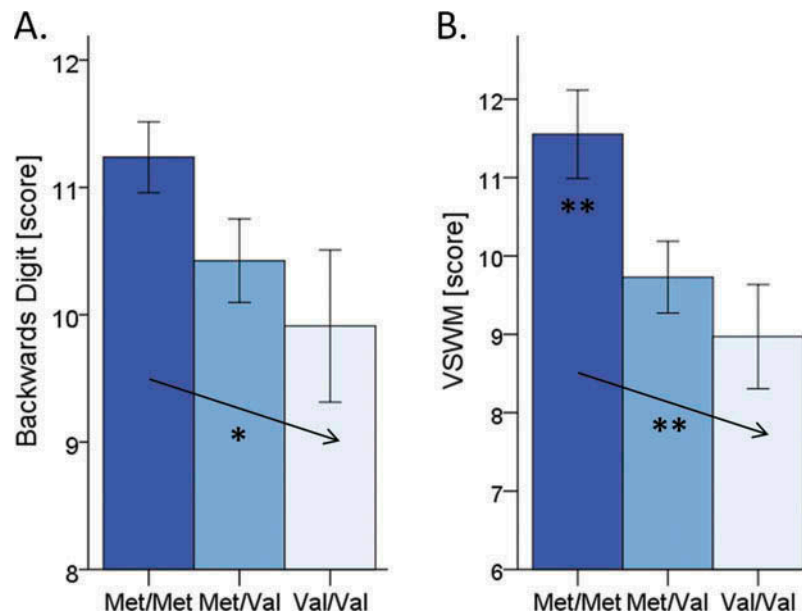 A.
Backwards Digit [score]
12
11
10
9
8
*
Met/Met Met/Val Val/Val
B.
VSWM [score]
12
11
10
9
8
7
6
**
**
Met/Met Met/Val Val/Val